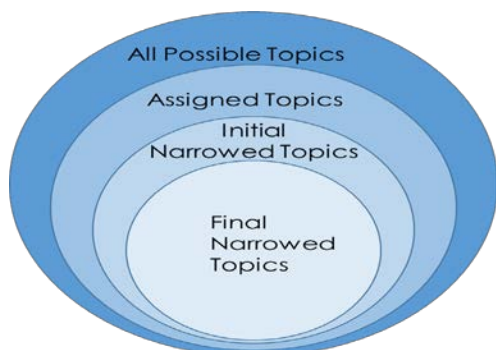 All Possible Topics
Assigned Topics
Initial
Narrowed Topics
Final
Narrowed
Topics